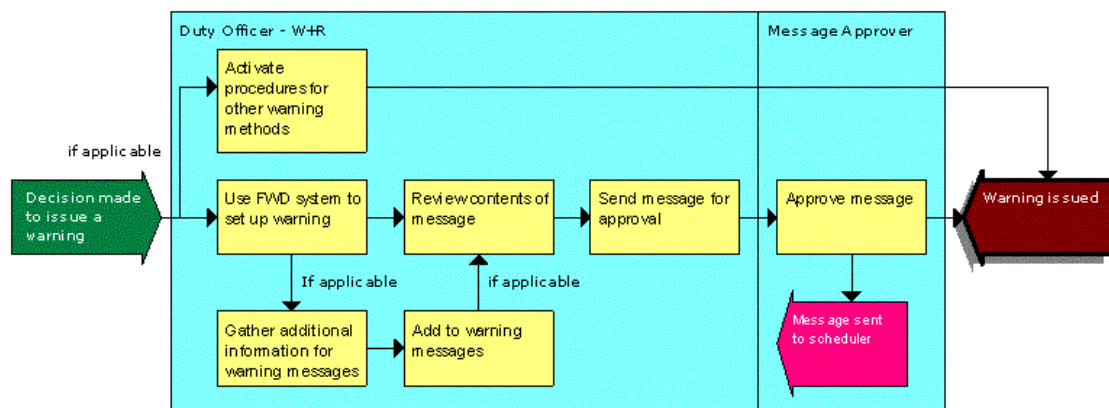 Duty Officer - W+R
Message Approver
Activate
procedures for
other warning
methods
if applicable
Decision made
to issue a
warning
Use FWD system to
set up warning
Review contents of
message
Send message for
approval
Approve message
Warning issued
If applicable
if applicable
Gather additional
information for
warning messages
Add to warning
messages
Message sent
to scheduler